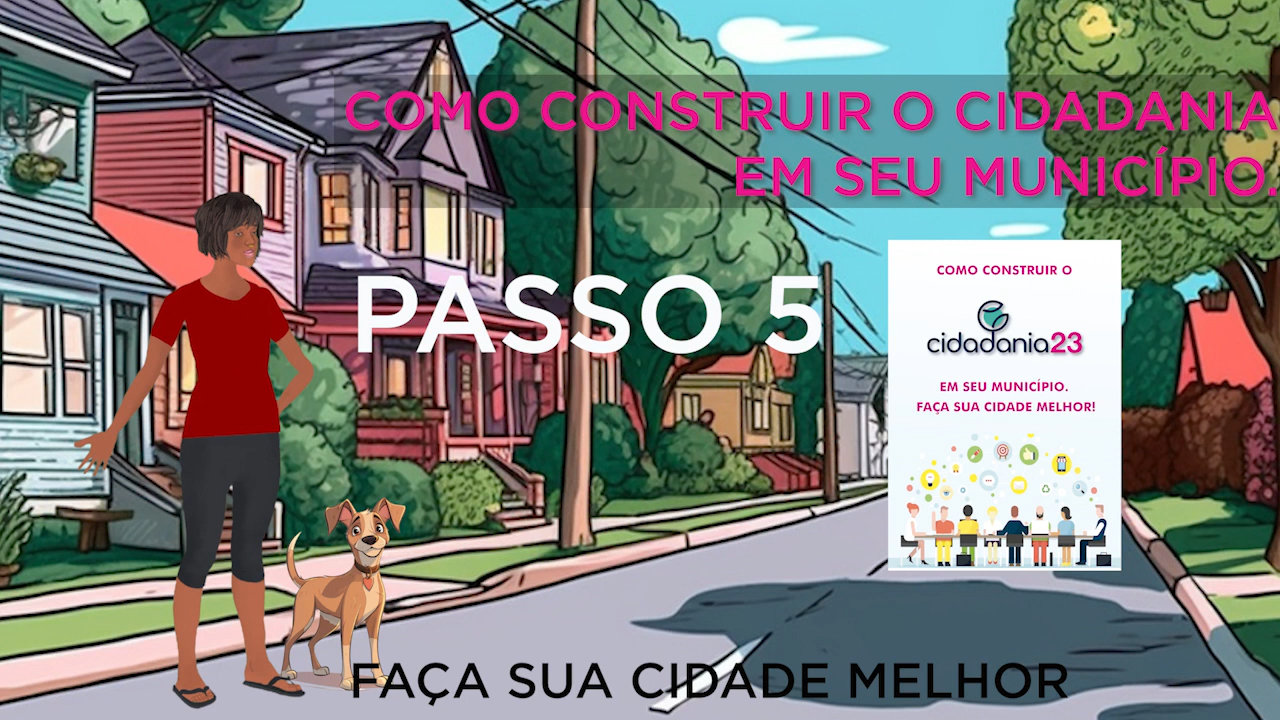 COMO CONSTRUIR O CIDADANIA
EM SEU MUNICÍPIO.
PASSO 5
COMO CONSTRUIR O
cidadania23
EM SEU MUNICÍPIO.
FAÇA SUA CIDADE MELHOR!
FAÇA SUA CIDADE MELHOR